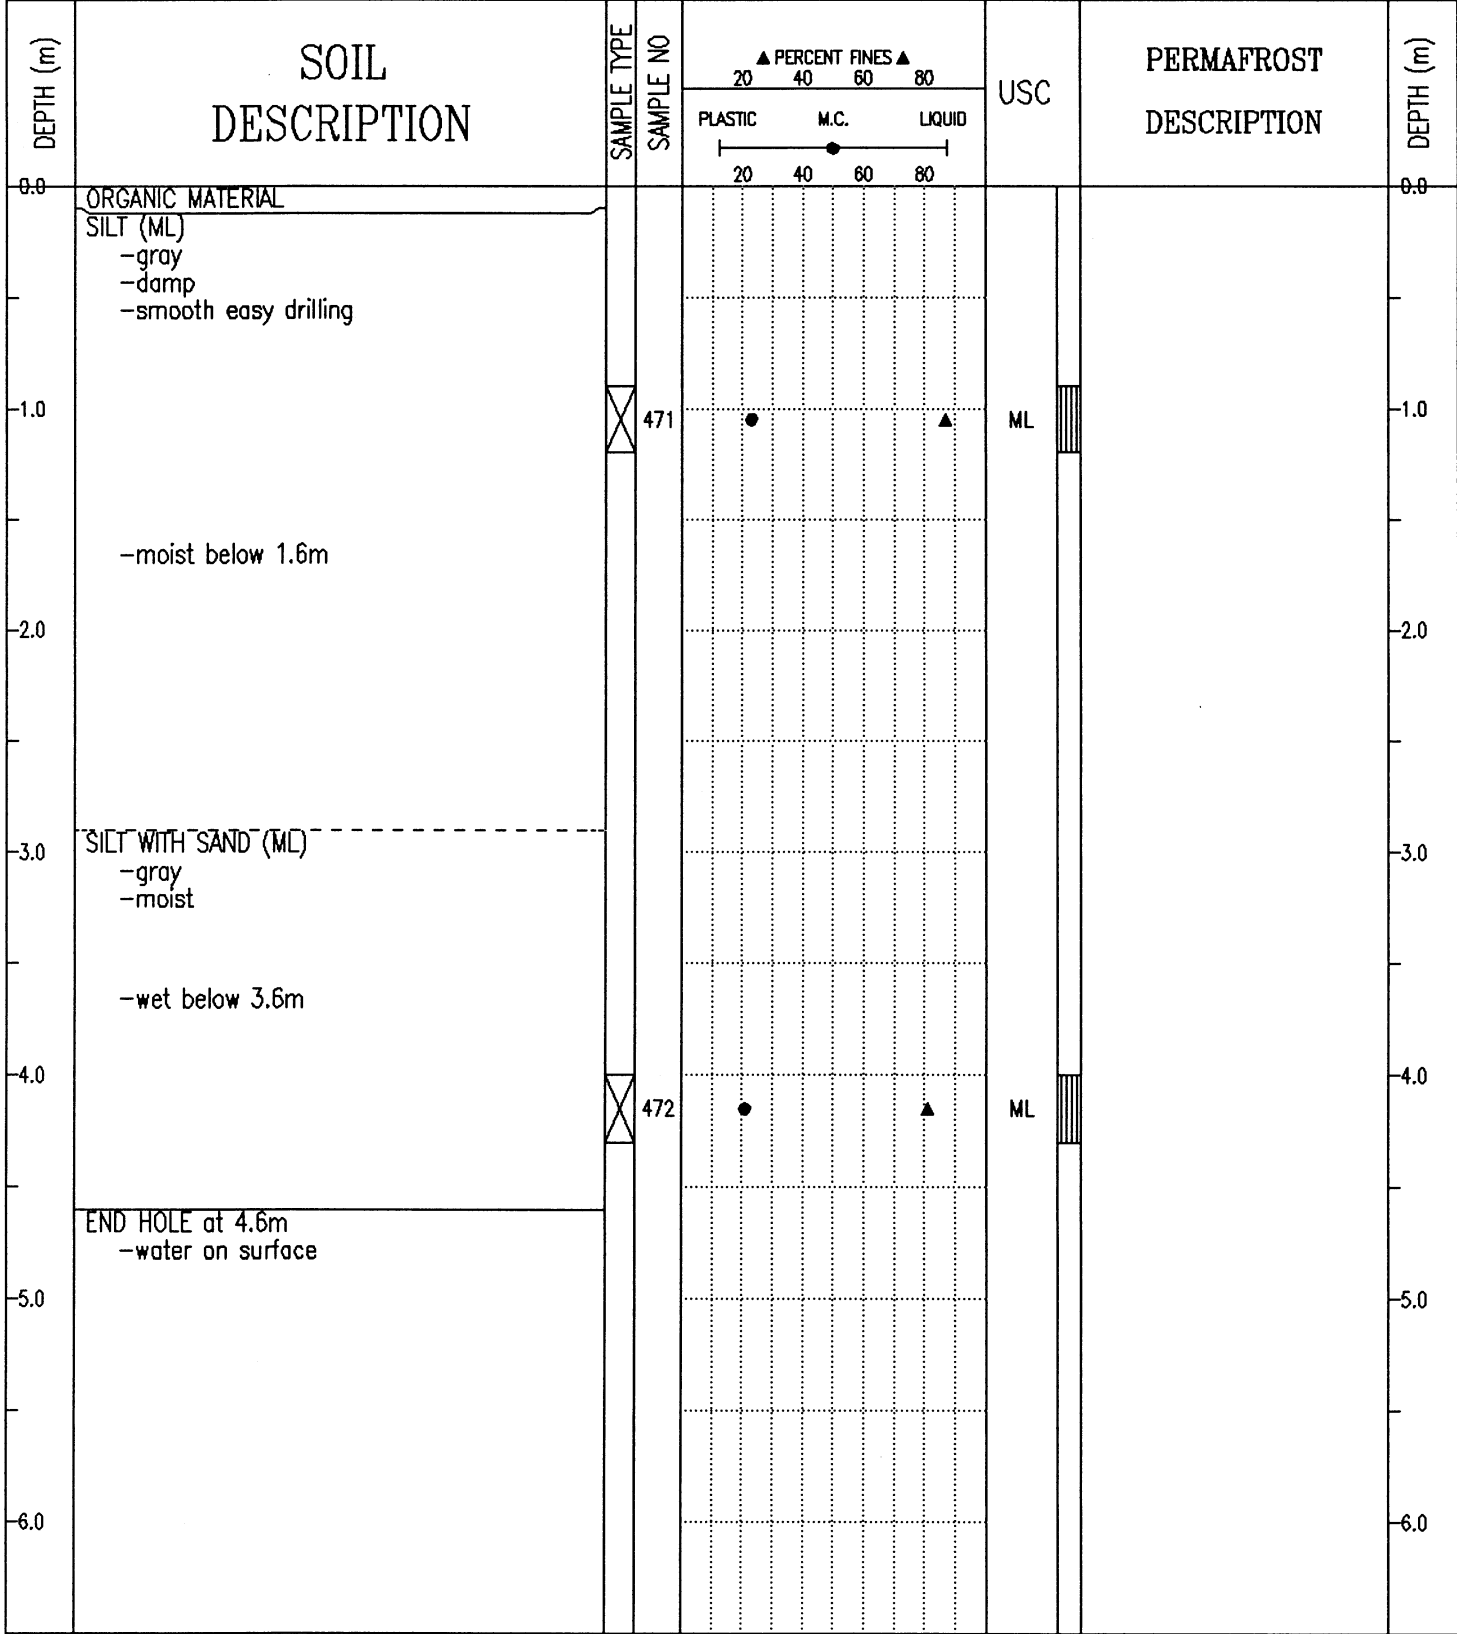 DEPTH (m)
SOIL
DESCRIPTION
SAMPLE TYPE
SAMPLE NO
▲ PERCENT FINES ▲
20 40 60 80
PLASTIC M.C. LIQUID
20 40 60 80
USC
PERMAFROST
DESCRIPTION
DEPTH (m)
0.0 ORGANIC MATERIAL 0.0
SILT (ML)
-gray
-damp
-smooth easy drilling
1.0 471 ML 1.0
-moist below 1.6m
2.0 2.0
SILT WITH SAND (ML)
3.0 3.0
-gray
-moist
-wet below 3.6m
4.0 4.0
472 ML
END HOLE at 4.6m
-water on surface
5.0 5.0
6.0 6.0